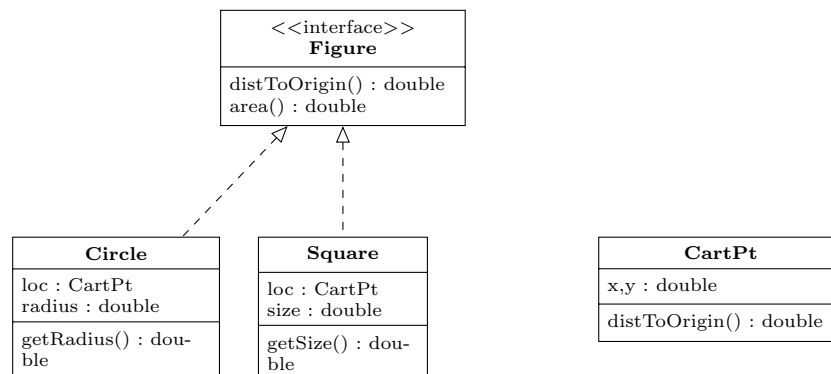 <<interface>>
Figure
distToOrigin() : double
area() : double
Circle
loc : CartPt
radius : double
getRadius() : dou-
ble
Square
loc : CartPt
size : double
getSize() : dou-
ble
CartPt
x,y : double
distToOrigin() : double